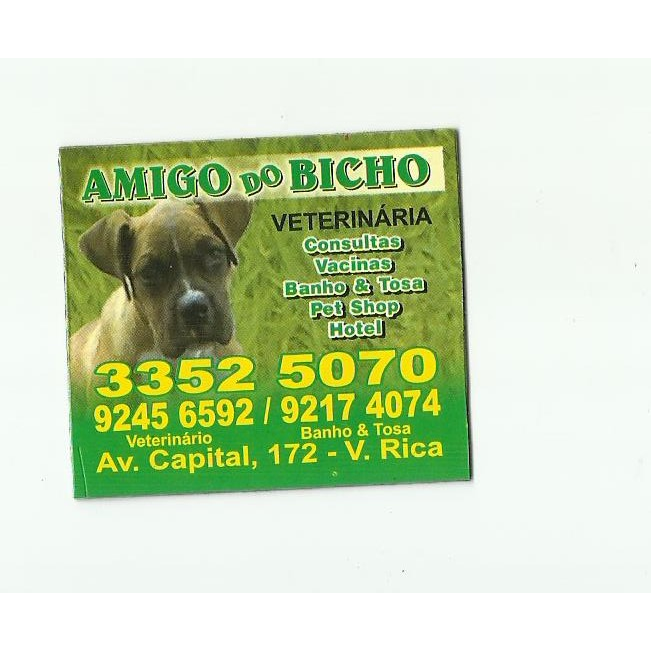 AMIGO DO BICHO
VETERINÁRIA
Consultas
Vacinas
Banho & Tosa
Pet Shop
Hotel
3352 5070
9245 6592 / 9217 4074
Veterinário Banho & Tosa
Av. Capital, 172 - V. Rica